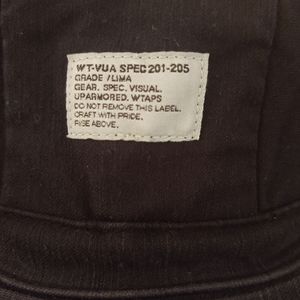 WT-VUA SPEC 201-205
GRADE / LIMA
GEAR. SPEC. VISUAL.
UPARMORED. WTAPS
DO NOT REMOVE THIS LABEL.
CRAFT WITH PRIDE.
RISE ABOVE.